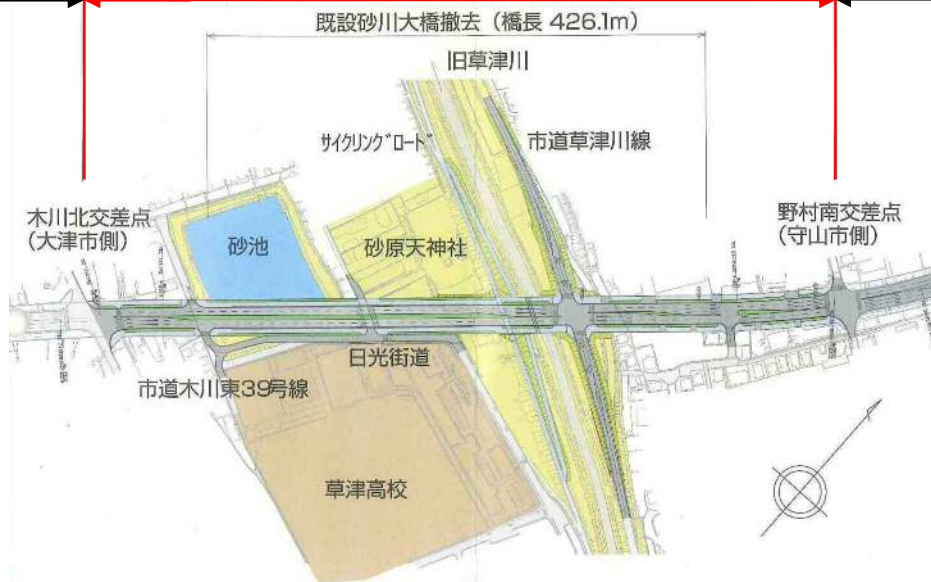 既設砂川大橋撤去（橋長 426.1m）
旧草津川
サイクリングロード
市道草津川線
木川北交差点
（大津市側）
砂池
砂原天神社
野村南交差点
（守山市側）
日光街道
市道木川東39号線
草津高校